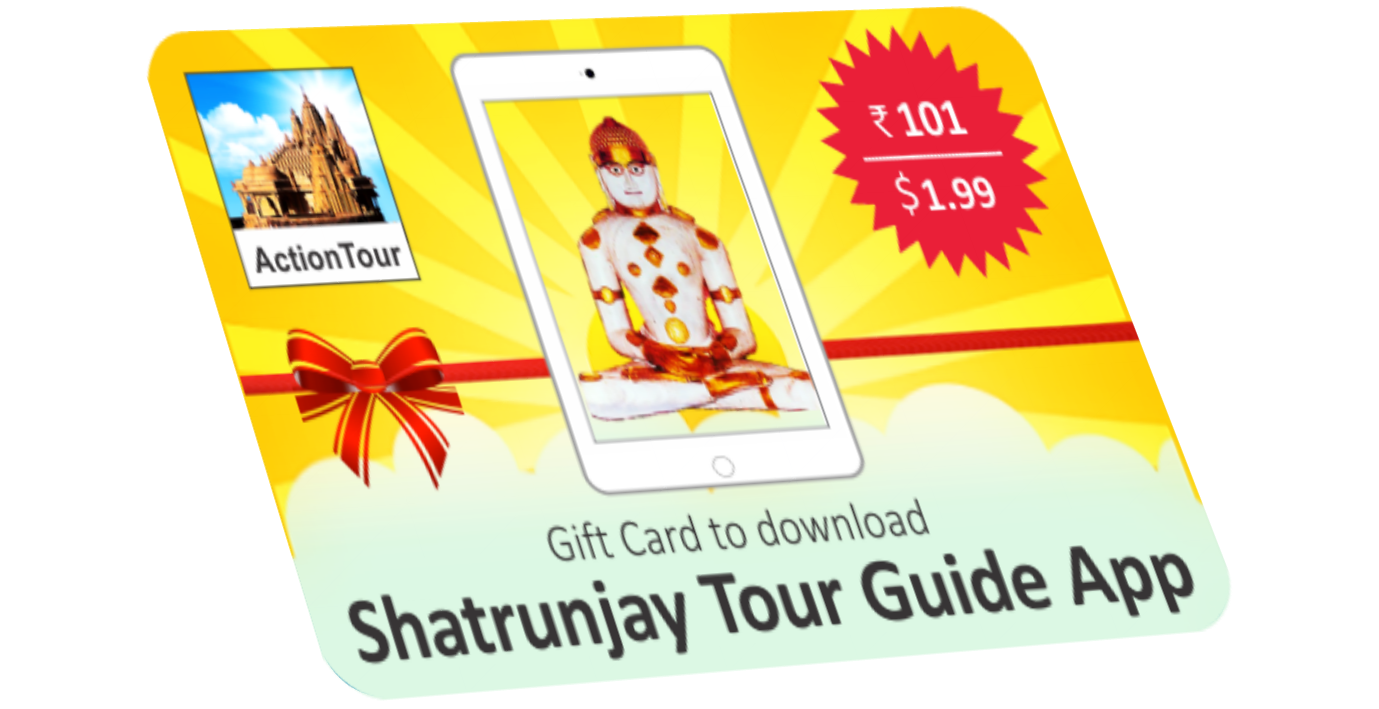 ActionTour
₹ 101
$1.99
Gift Card to download
Shatrunjay Tour Guide App